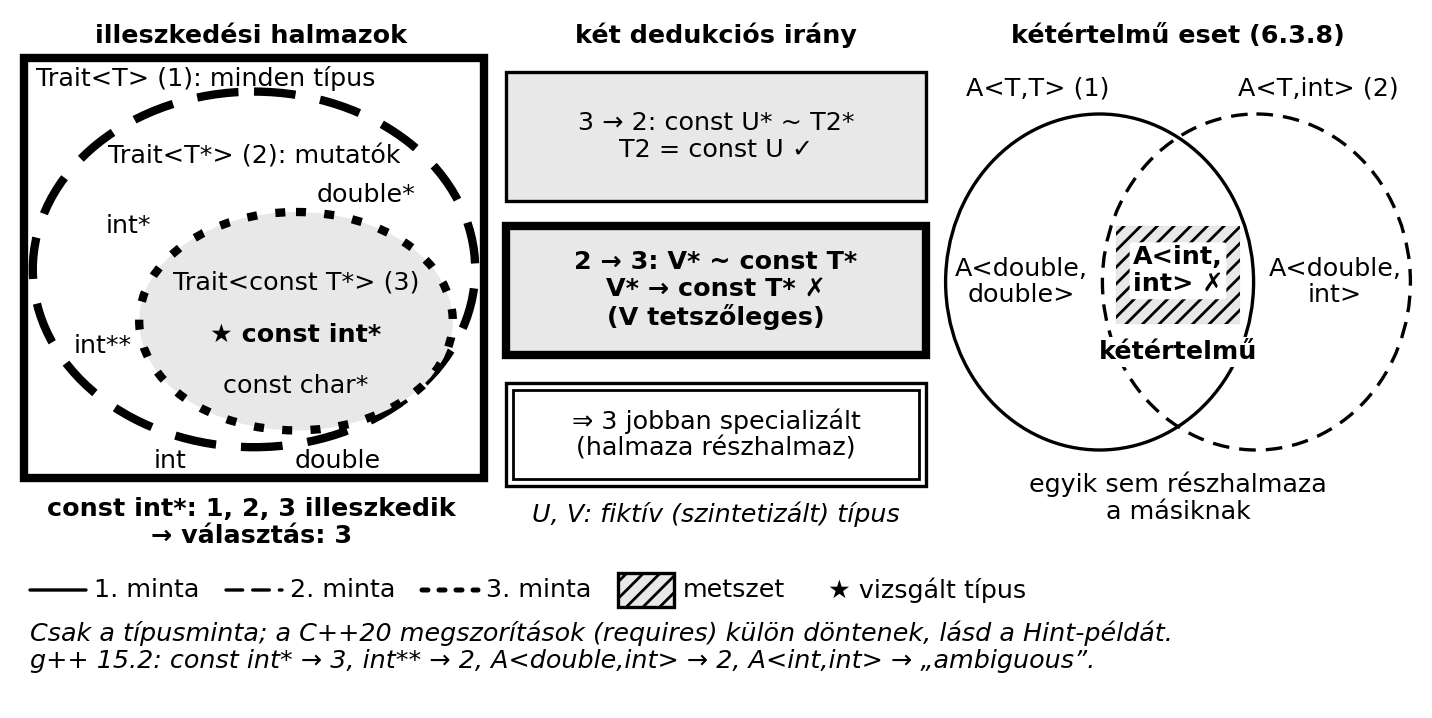 illeszkedési halmazok
Trait<T> (1): minden típus
Trait<T*> (2): mutatók
double*
int*
Trait<const T*> (3)
★ const int*
int**
const char*
int
double
const int*: 1, 2, 3 illeszkedik
→ választás: 3
két dedukciós irány
3 → 2: const U* ~ T2*
T2 = const U ✓
2 → 3: V* ~ const T*
V* → const T* ✗
(V tetszőleges)
⇒ 3 jobban specializált
(halmaza részhalmaz)
U, V: fiktív (szintetizált) típus
kétértelmű eset (6.3.8)
A<T,T> (1)
A<T,int> (2)
A<double,
double>
A<int,
int> ✗
A<double,
int>
kétértelmű
egyik sem részhalmaza
a másiknak
1. minta
2. minta
3. minta
metszet
★ vizsgált típus
Csak a típusminta; a C++20 megszorítások (requires) külön döntenek, lásd a Hint-példát.
g++ 15.2: const int* → 3, int** → 2, A<double,int> → 2, A<int,int> → „ambiguous”.